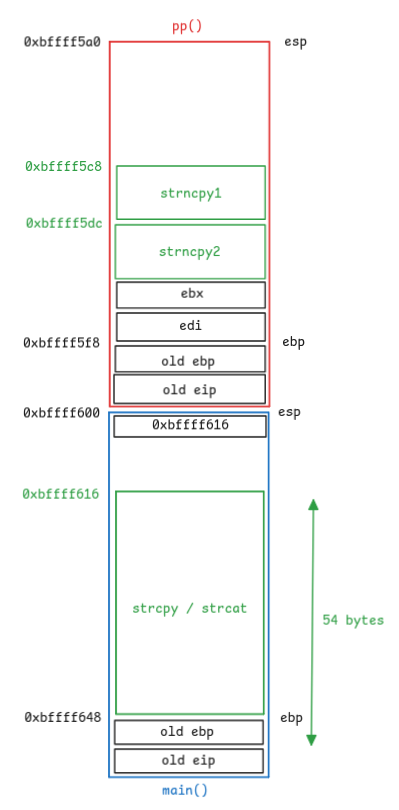 pp()
0xbffff5a0
esp
0xbffff5c8
strncpy1
0xbffff5dc
strncpy2
ebx
edi
0xbffff5f8
ebp
old ebp
old eip
0xbffff600
esp
0xbffff616
0xbffff616
strcpy / strcat
54 bytes
0xbffff648
ebp
old ebp
old eip
main()